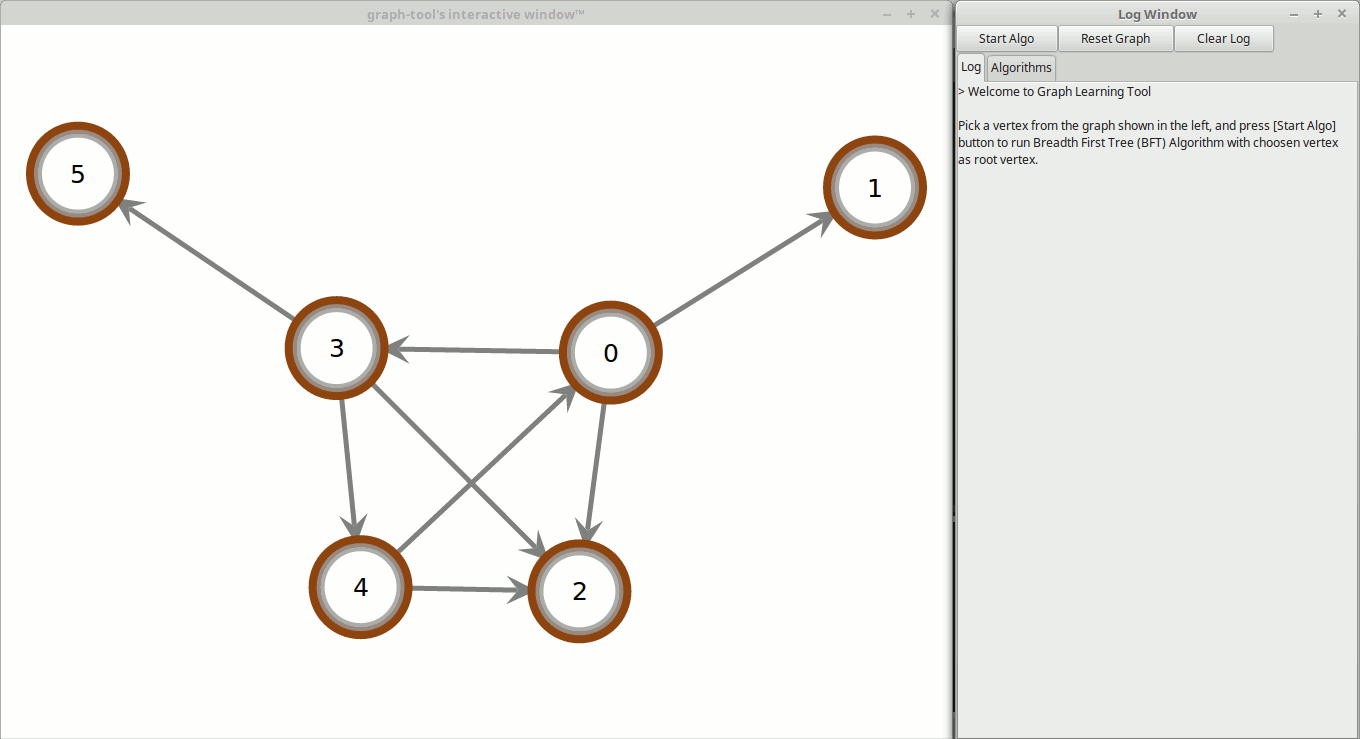 graph-tool's interactive window™
Log Window
Start Algo
Reset Graph
Clear Log
Log
Algorithms
> Welcome to Graph Learning Tool
Pick a vertex from the graph shown in the left, and press [Start Algo]
button to run Breadth First Tree (BFT) Algorithm with choosen vertex
as root vertex.
5
1
3
0
4
2